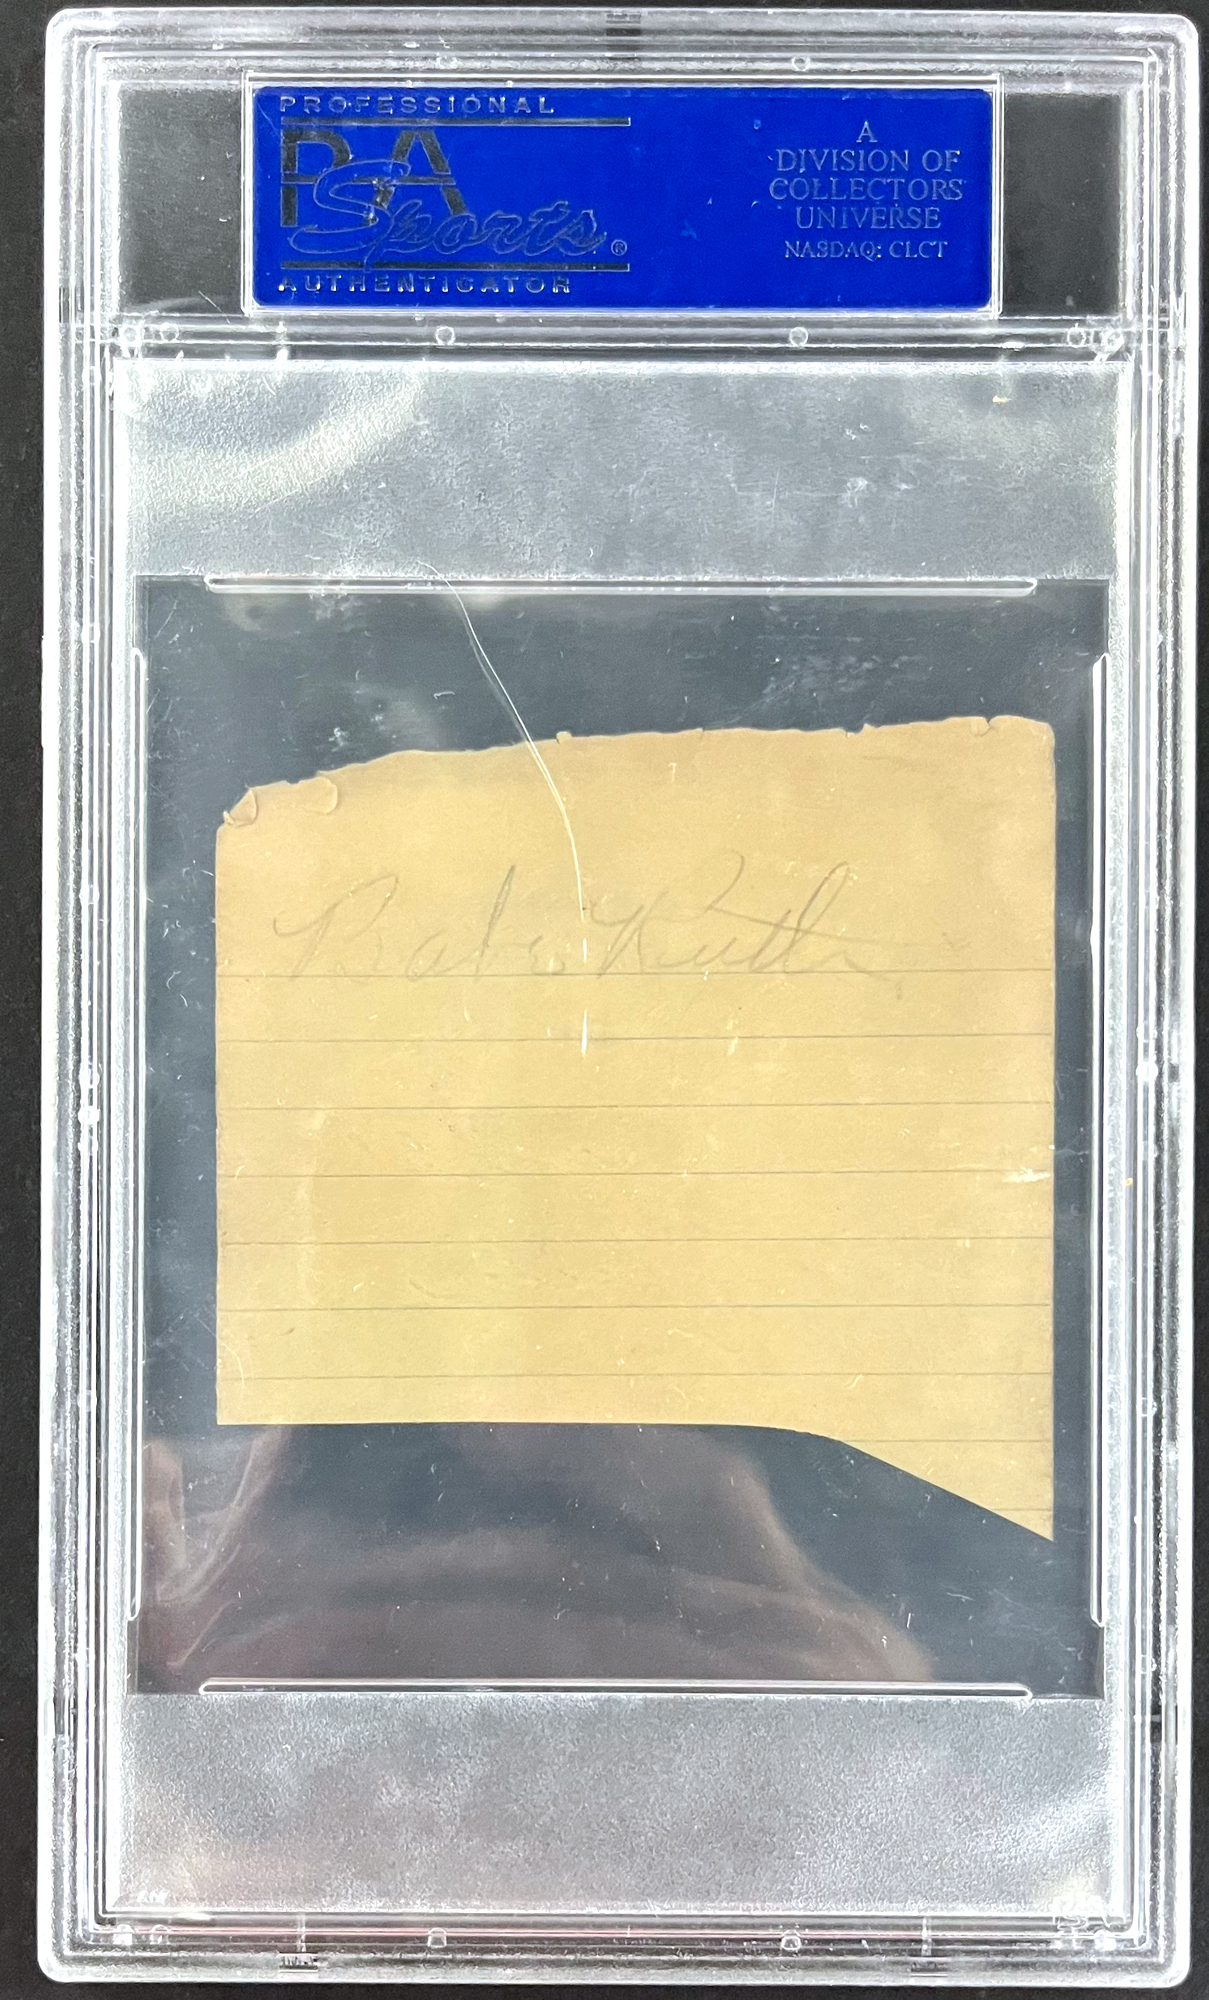 PROFESSIONAL
PSA
Sports®
AUTHENTICATOR
A
DIVISION OF
COLLECTORS
UNIVERSE
NASDAQ: CLCT
Babe Ruth